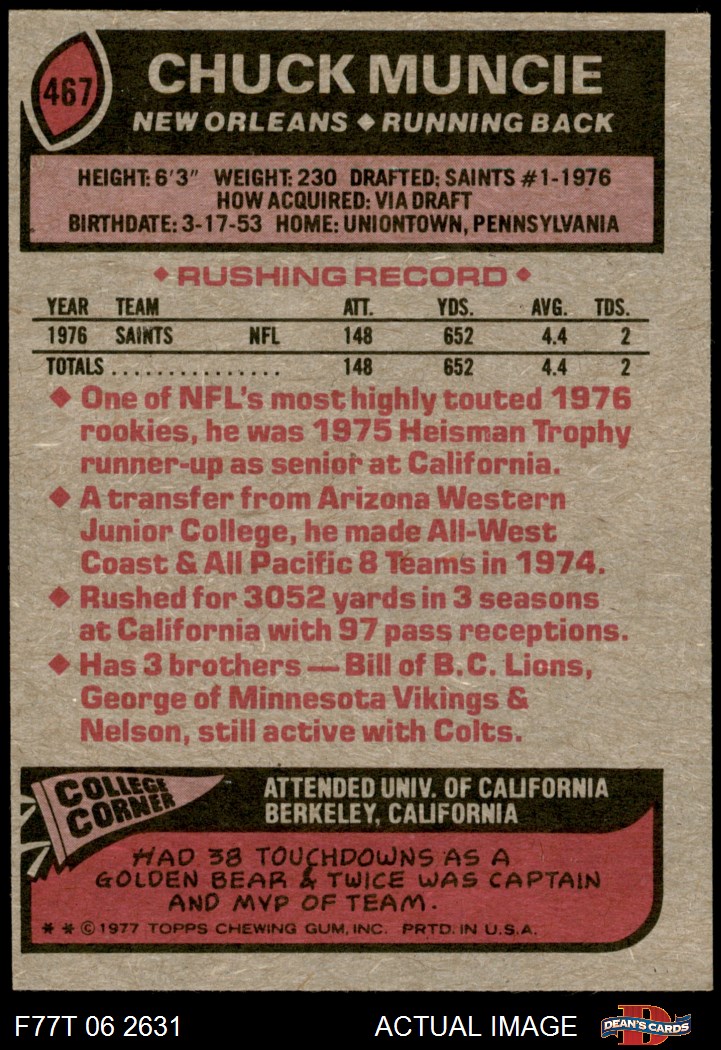 467
CHUCK MUNCIE
NEW ORLEANS ◆ RUNNING BACK
HEIGHT: 6'3" WEIGHT: 230 DRAFTED: SAINTS #1-1976
HOW ACQUIRED: VIA DRAFT
BIRTHDATE: 3-17-53 HOME: UNIONTOWN, PENNSYLVANIA
◆ RUSHING RECORD ◆
YEAR TEAM ATT. YDS. AVG. TDS.
1976 SAINTS NFL 148 652 4.4 2
TOTALS............... 148 652 4.4 2
◆ One of NFL's most highly touted 1976
rookies, he was 1975 Heisman Trophy
runner-up as senior at California.
◆ A transfer from Arizona Western
Junior College, he made All-West
Coast & All Pacific 8 Teams in 1974.
◆ Rushed for 3052 yards in 3 seasons
at California with 97 pass receptions.
◆ Has 3 brothers — Bill of B.C. Lions,
George of Minnesota Vikings &
Nelson, still active with Colts.
COLLEGE
CORNER
ATTENDED UNIV. OF CALIFORNIA
BERKELEY, CALIFORNIA
HAD 38 TOUCHDOWNS AS A
GOLDEN BEAR & TWICE WAS CAPTAIN
AND MVP OF TEAM.
* * © 1977 TOPPS CHEWING GUM, INC. PRTD. IN U.S.A.
F77T 06 2631 ACTUAL IMAGE
D
DEAN'S CARDS